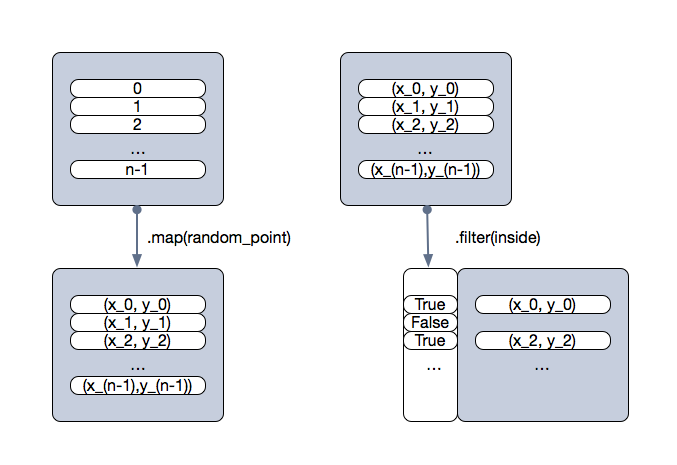 0
1
2
...
n-1
.map(random_point)
(x_0, y_0)
(x_1, y_1)
(x_2, y_2)
...
(x_(n-1),y_(n-1))
(x_0, y_0)
(x_1, y_1)
(x_2, y_2)
...
(x_(n-1),y_(n-1))
.filter(inside)
True (x_0, y_0)
False
True (x_2, y_2)
... ...